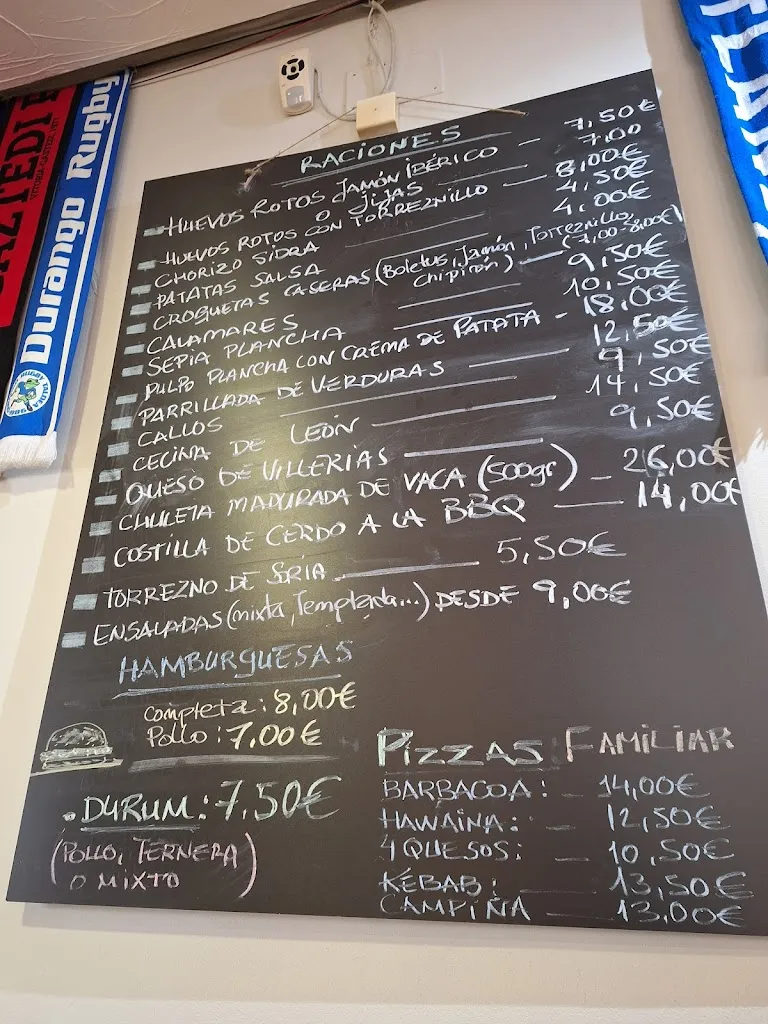 AZTEDI
Durango Rugby
RACIONES
HUEVOS ROTOS JAMÓN IBÉRICO — 7,50€
O JIJAS 7.00
HUEVOS ROTOS CON TORREZNILLO — 8,00€
CHORIZO SIDRA — 4,50€
PATATAS SALSA — 4,00€
CROQUETAS CASERAS (Boletus, Jamón, Torreznillo,
Chipirón) — (7,00-8,00€)
CALAMARES — 9,50€
SEPIA PLANCHA — 10,50€
PULPO PLANCHA CON CREMA DE PATATA - 18,00€
PARRILLADA DE VERDURAS — 12,50€
CALLOS — 9,50€
CECINA DE LEÓN — 14,50€
QUESO DE VILLERIAS — 9,50€
CHULETA MADURADA DE VACA (500gr) — 26,00€
COSTILLA DE CERDO A LA BBQ — 14,00€
TORREZNO DE SORIA — 5,50€
ENSALADAS (mixta, Templada...) DESDE 9,00€
HAMBURGUESAS
Completa: 8,00€
Pollo: 7,00€
. DURUM: 7,50€
(POLLO, TERNERA
O MIXTO)
PIZZAS FAMILIAR
BARBACOA: — 14,00€
HAWAINA: — 12,50€
4 QUESOS: — 10,50€
KÉBAB: — 13,50€
CAMPIÑA — 13,00€